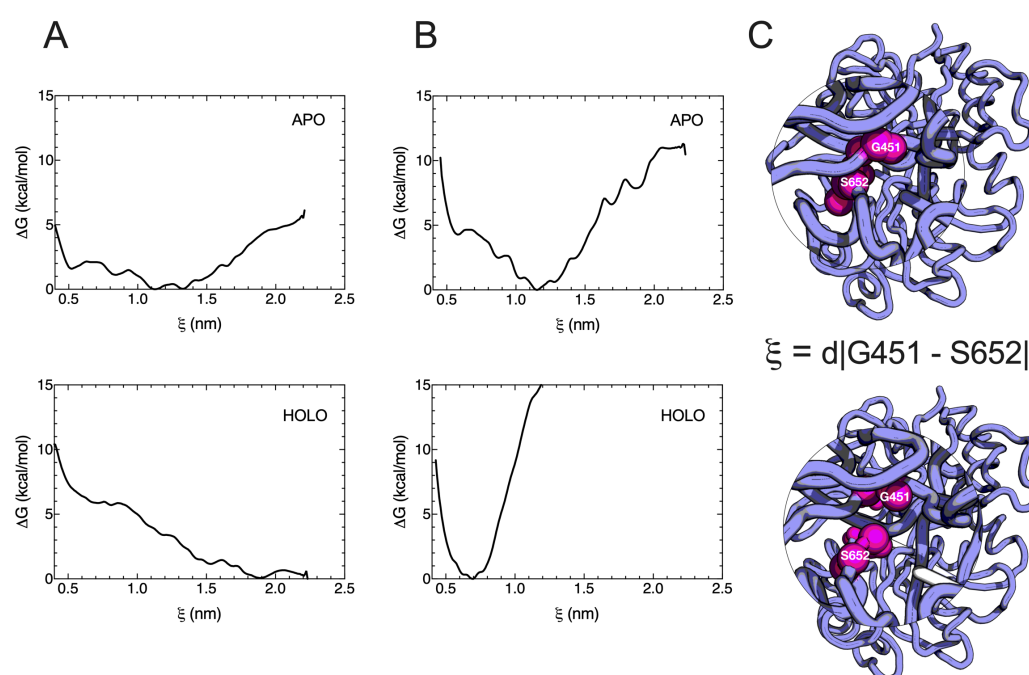 A
B
C
15
10
5
0
0.5 1.0 1.5 2.0 2.5
ΔG (kcal/mol)
ξ (nm)
APO
15
10
5
0
0.5 1.0 1.5 2.0 2.5
ΔG (kcal/mol)
ξ (nm)
APO
G451
S652
ξ = d|G451 - S652|
15
10
5
0
0.5 1.0 1.5 2.0 2.5
ΔG (kcal/mol)
ξ (nm)
HOLO
15
10
5
0
0.5 1.0 1.5 2.0 2.5
ΔG (kcal/mol)
ξ (nm)
HOLO
G451
S652